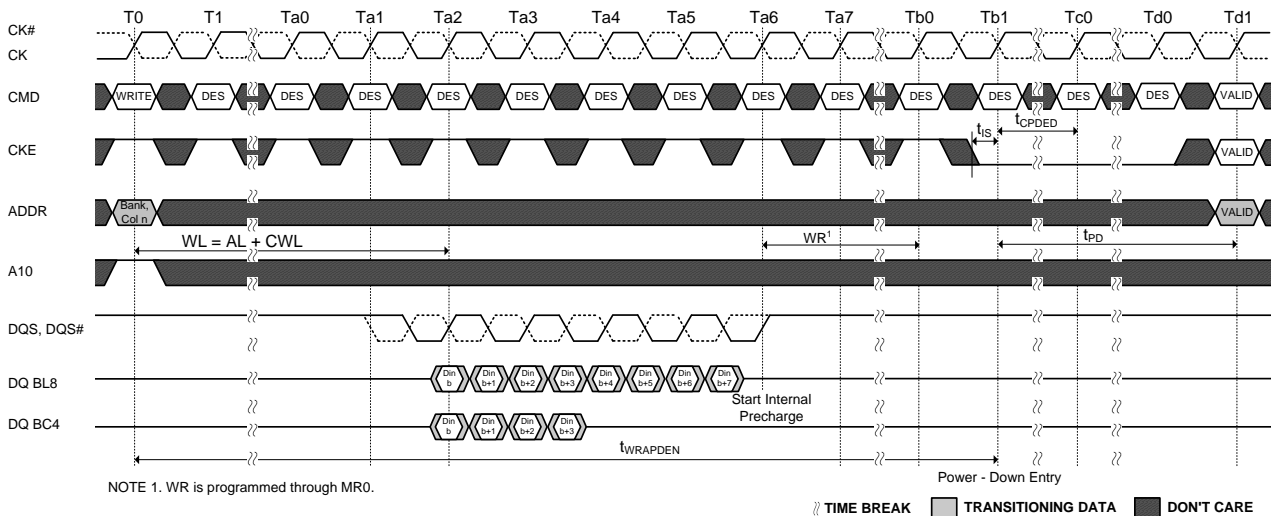 T0 T1 Ta0 Ta1 Ta2 Ta3 Ta4 Ta5 Ta6 Ta7 Tb0 Tb1 Tc0 Td0 Td1
CK#
CK
CMD WRITE DES DES DES DES DES DES DES DES DES DES DES DES DES VALID
tIS tCPDED
CKE VALID
ADDR Bank, Col n VALID
WL = AL + CWL WR1 tPD
A10
DQS, DQS#
DQ BL8 Din b Din b+1 Din b+2 Din b+3 Din b+4 Din b+5 Din b+6 Din b+7
Start Internal
Precharge
DQ BC4 Din b Din b+1 Din b+2 Din b+3
tWRAPDEN
Power - Down Entry
NOTE 1. WR is programmed through MR0.
TIME BREAK TRANSITIONING DATA DON'T CARE